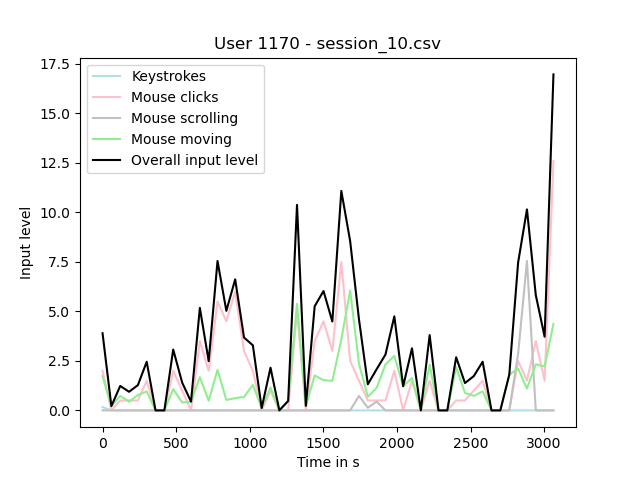 User 1170 - session_10.csv
17.5
15.0
12.5
10.0
7.5
5.0
2.5
0.0
Input level
Keystrokes
Mouse clicks
Mouse scrolling
Mouse moving
Overall input level
0 500 1000 1500 2000 2500 3000
Time in s